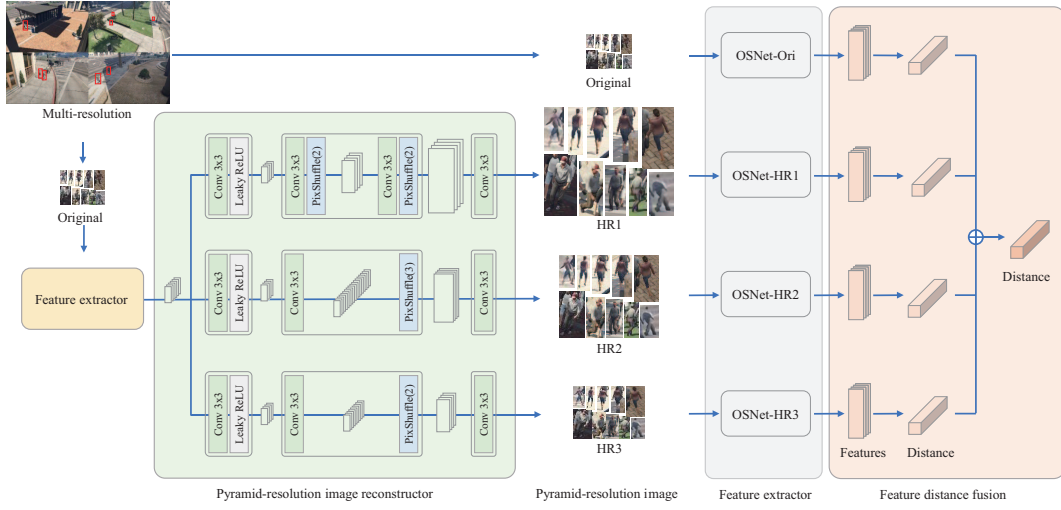 Multi-resolution
Original
Feature extractor
Conv 3x3
Leaky ReLU
Conv 3x3
PixShuffle(2)
Conv 3x3
PixShuffle(2)
Conv 3x3
Conv 3x3
Leaky ReLU
Conv 3x3
PixShuffle(3)
Conv 3x3
Conv 3x3
Leaky ReLU
Conv 3x3
PixShuffle(2)
Conv 3x3
Pyramid-resolution image reconstructor
Original
HR1
HR2
HR3
Pyramid-resolution image
OSNet-Ori
OSNet-HR1
OSNet-HR2
OSNet-HR3
Feature extractor
Features
Distance
Distance
Feature distance fusion